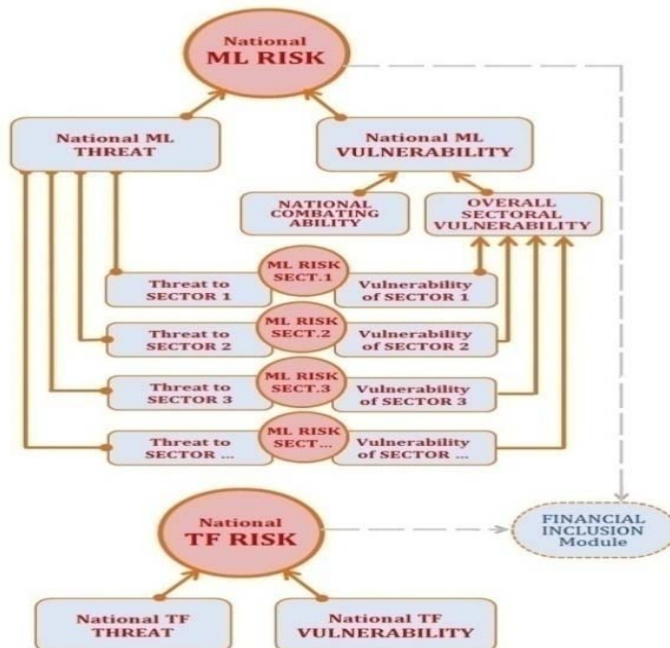 National
ML RISK
National ML
THREAT
National ML
VULNERABILITY
NATIONAL
COMBATING
ABILITY
OVERALL
SECTORAL
VULNERABILITY
Threat to
SECTOR 1
ML RISK
SECT.1
Vulnerability
of SECTOR 1
Threat to
SECTOR 2
ML RISK
SECT.2
Vulnerability
of SECTOR 2
Threat to
SECTOR 3
ML RISK
SECT.3
Vulnerability
of SECTOR 3
Threat to
SECTOR ...
ML RISK
SECT...
Vulnerability
of SECTOR ...
National
TF RISK
FINANCIAL
INCLUSION
Module
National TF
THREAT
National TF
VULNERABILITY